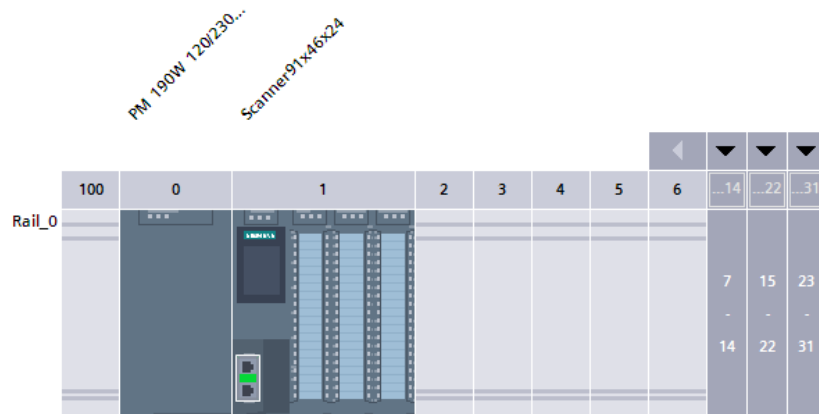 PM 190W 120/230...
Scanner91x46x24
100 0 1 2 3 4 5 6 ...14 ...22 ...31
Rail_0
SIEMENS
7 15 23
- - -
14 22 31